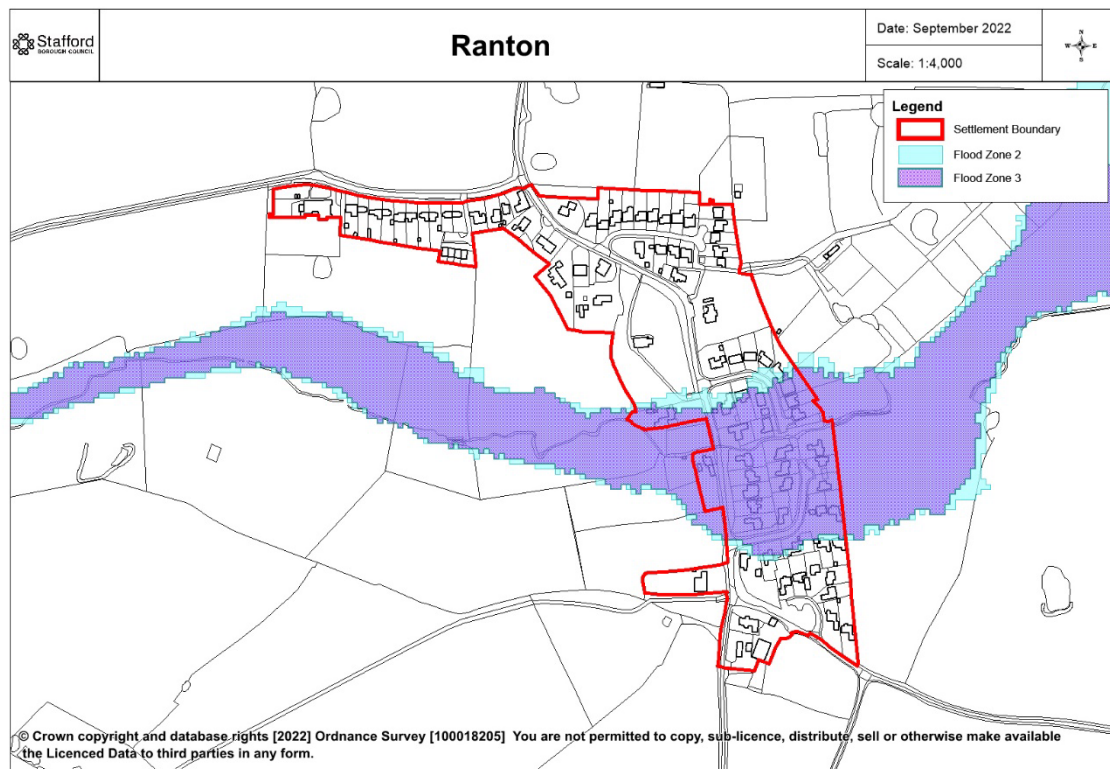 Stafford
BOROUGH COUNCIL
Ranton
Date: September 2022
Scale: 1:4,000
N
W E
S
Legend
Settlement Boundary
Flood Zone 2
Flood Zone 3
© Crown copyright and database rights [2022] Ordnance Survey [100018205] You are not permitted to copy, sub-licence, distribute, sell or otherwise make available
the Licenced Data to third parties in any form.